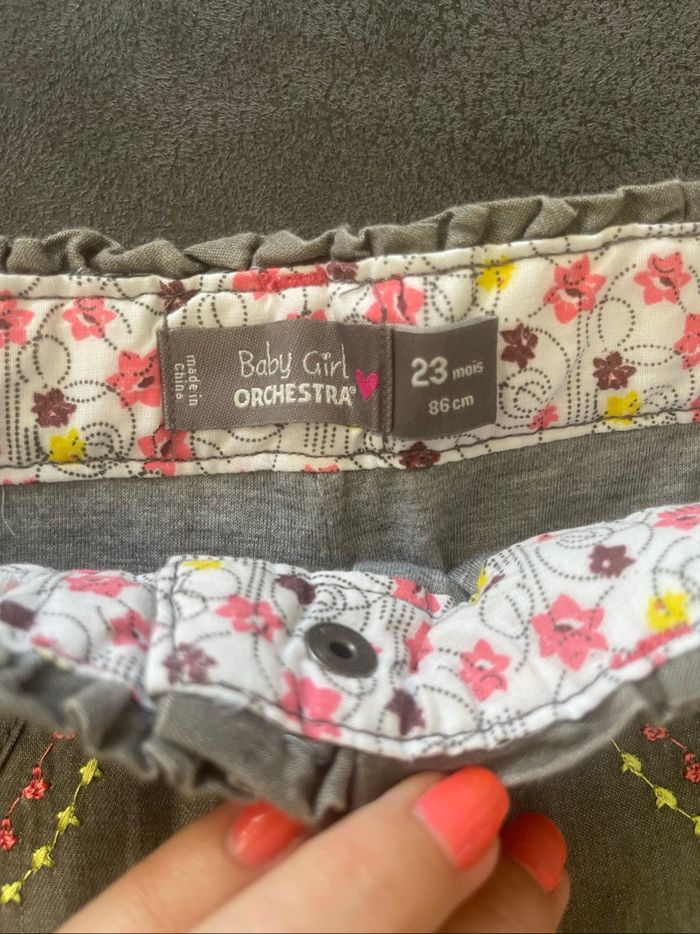 made in
China
Baby Girl
ORCHESTRA®
23 mois
86 cm